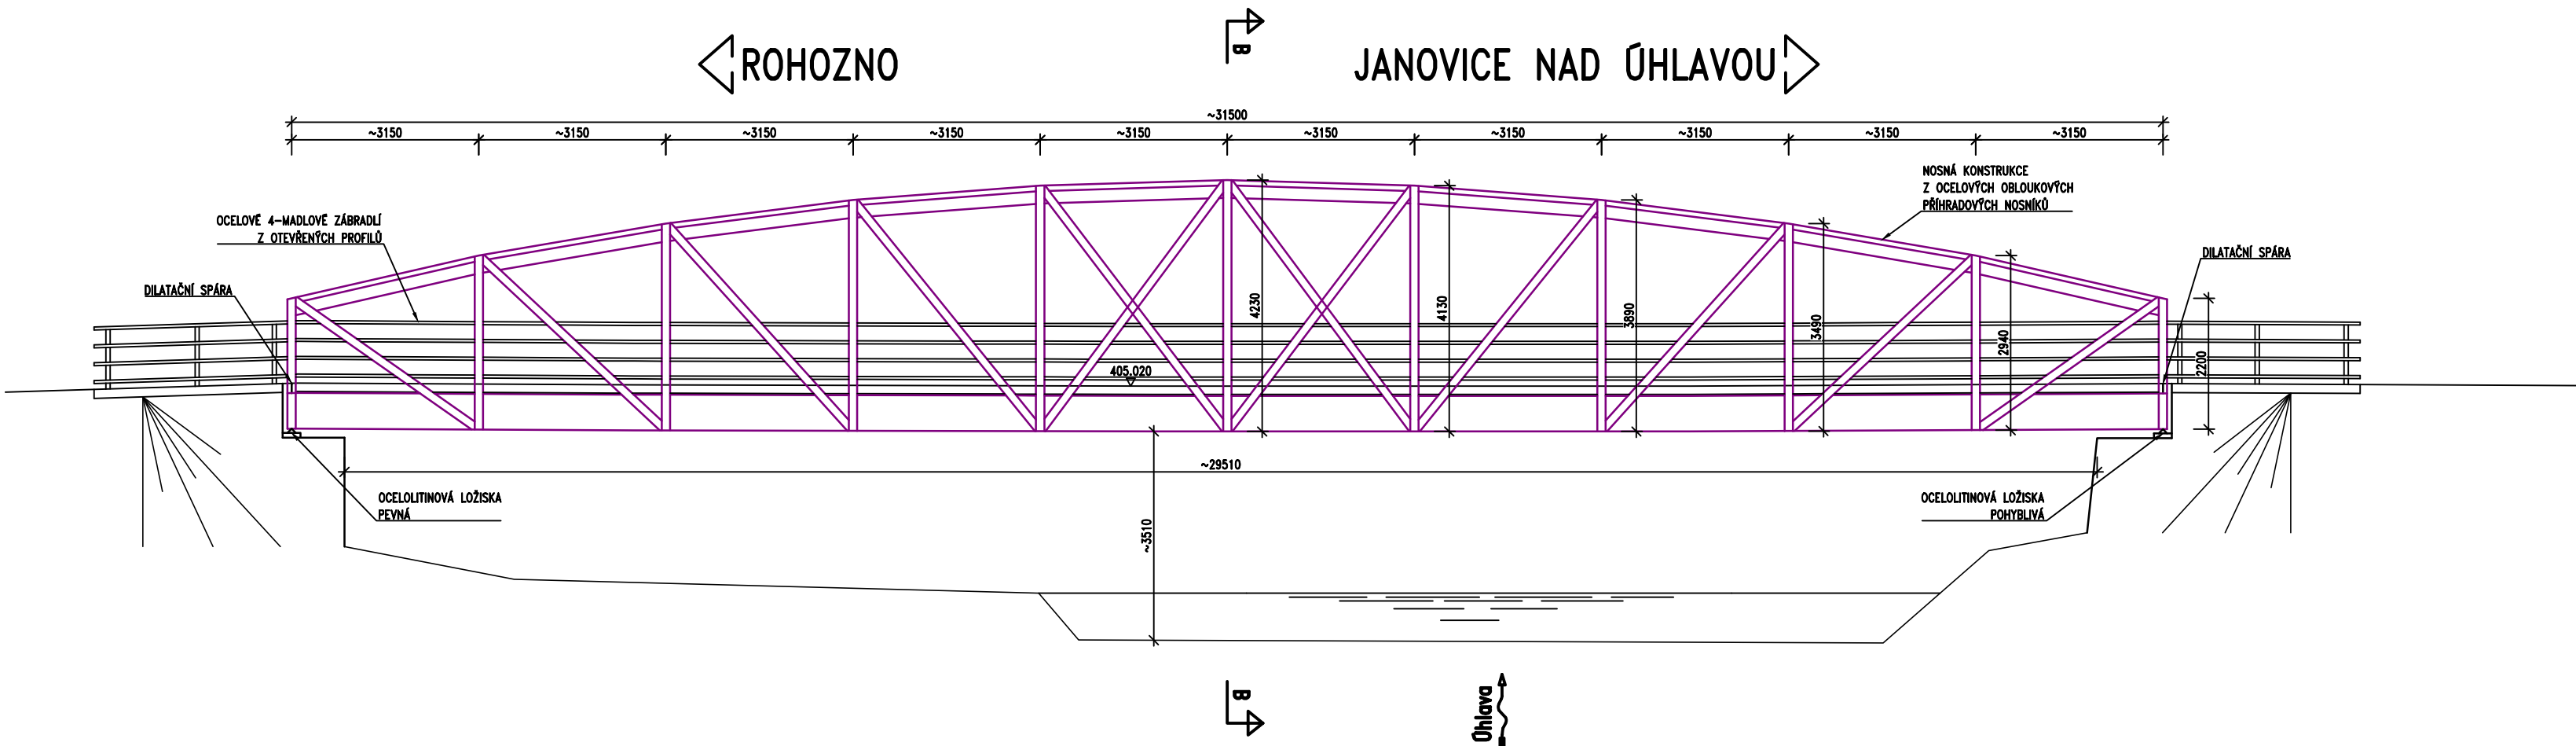 B
ROHOZNO
JANOVICE NAD ÚHLAVOU
~31500
~3150 ~3150 ~3150 ~3150 ~3150 ~3150 ~3150 ~3150 ~3150 ~3150
NOSNÁ KONSTRUKCE
Z OCELOVÝCH OBLOUKOVÝCH
PŘÍHRADOVÝCH NOSNÍKŮ
OCELOVÉ 4-MADLOVÉ ZÁBRADLÍ
Z OTEVŘENÝCH PROFILŮ
DILATAČNÍ SPÁRA
DILATAČNÍ SPÁRA
4230
4130
3890
3490
2940
2200
405.020
~29510
OCELOLITINOVÁ LOŽISKA
PEVNÁ
OCELOLITINOVÁ LOŽISKA
POHYBLIVÁ
~3510
B
Úhlava